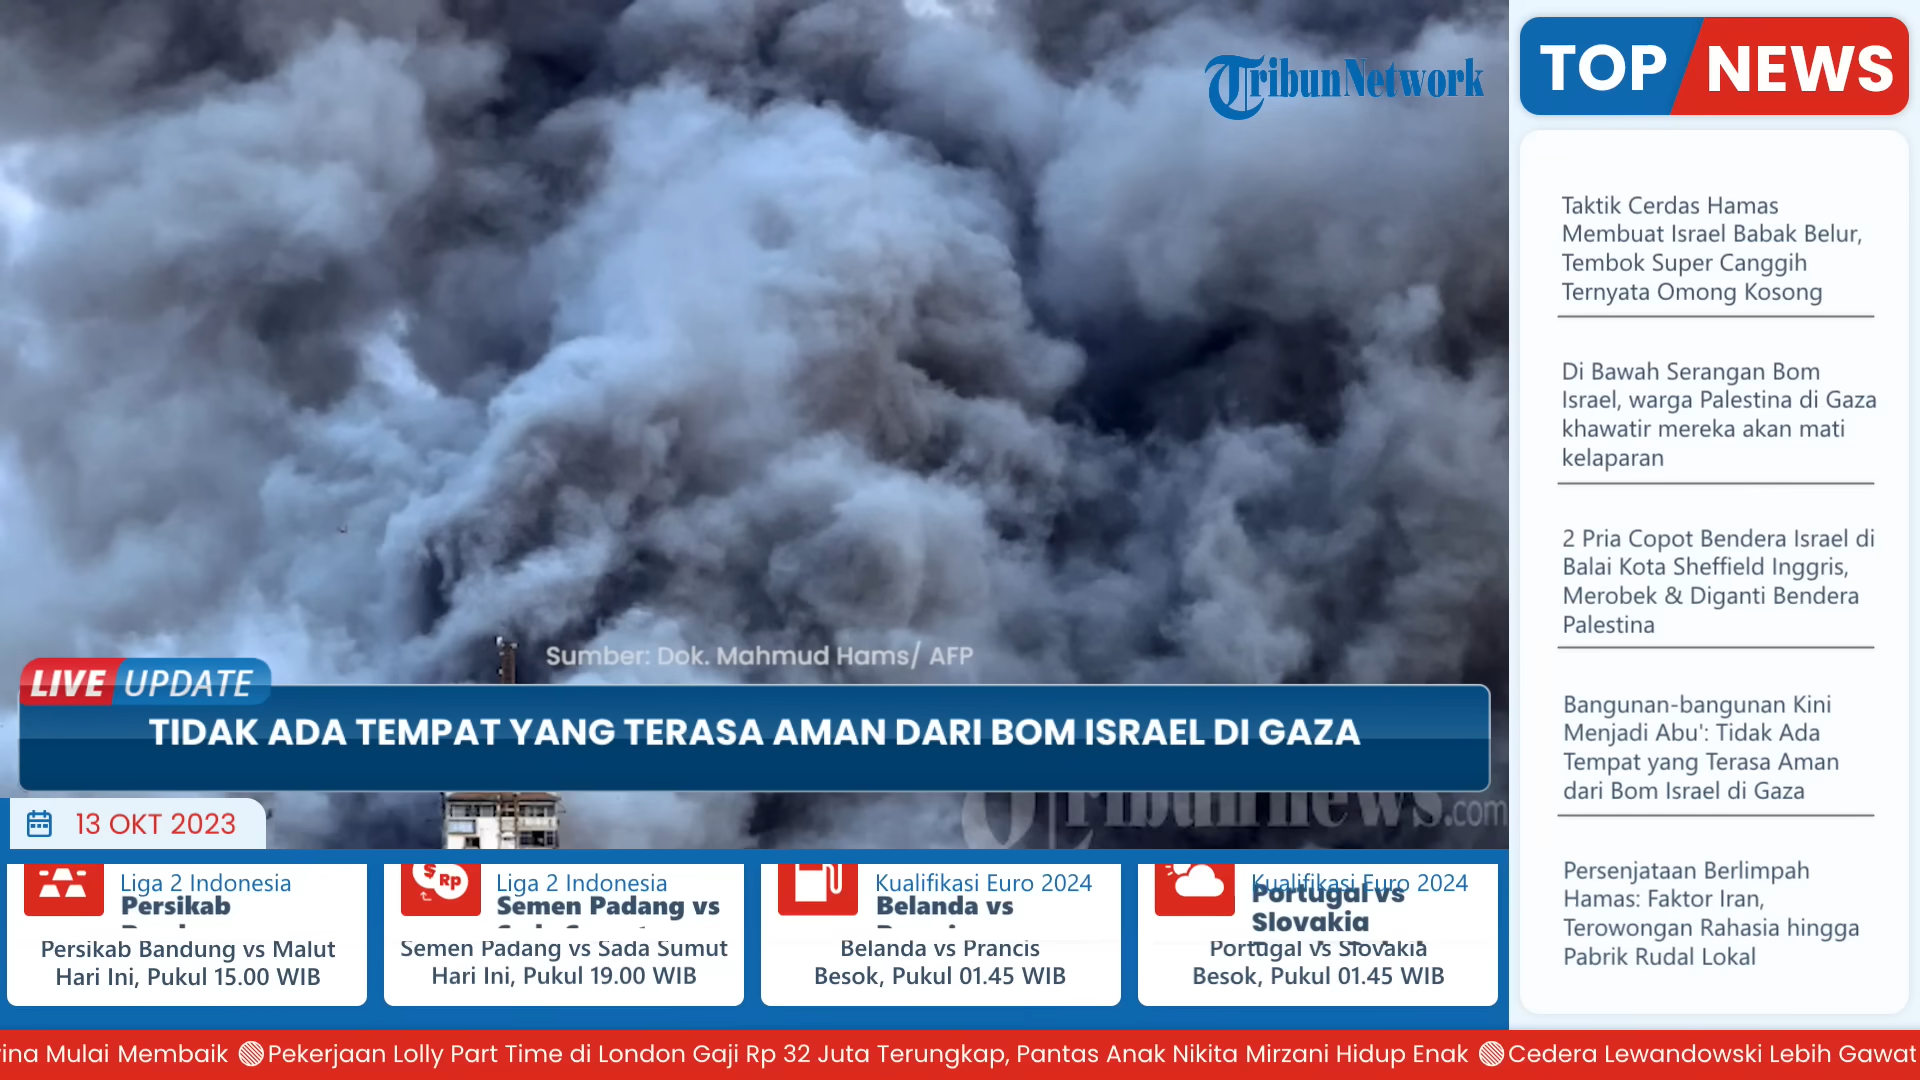 TribunNetwork
TOP NEWS
Taktik Cerdas Hamas
Membuat Israel Babak Belur,
Tembok Super Canggih
Ternyata Omong Kosong
Di Bawah Serangan Bom
Israel, warga Palestina di Gaza
khawatir mereka akan mati
kelaparan
2 Pria Copot Bendera Israel di
Balai Kota Sheffield Inggris,
Merobek & Diganti Bendera
Palestina
Bangunan-bangunan Kini
Menjadi Abu': Tidak Ada
Tempat yang Terasa Aman
dari Bom Israel di Gaza
Persenjataan Berlimpah
Hamas: Faktor Iran,
Terowongan Rahasia hingga
Pabrik Rudal Lokal
Sumber: Dok. Mahmud Hams/ AFP
LIVE UPDATE
TIDAK ADA TEMPAT YANG TERASA AMAN DARI BOM ISRAEL DI GAZA
Tribunnews.com
13 OKT 2023
Liga 2 Indonesia
Persikab
Persikab Bandung vs Malut
Hari Ini, Pukul 15.00 WIB
$ Rp
Liga 2 Indonesia
Semen Padang vs
Semen Padang vs Sada Sumut
Hari Ini, Pukul 19.00 WIB
Kualifikasi Euro 2024
Belanda vs
Belanda vs Prancis
Besok, Pukul 01.45 WIB
Kualifikasi Euro 2024
Portugal vs
Slovakia
Portugal vs Slovakia
Besok, Pukul 01.45 WIB
ina Mulai Membaik Pekerjaan Lolly Part Time di London Gaji Rp 32 Juta Terungkap, Pantas Anak Nikita Mirzani Hidup Enak Cedera Lewandowski Lebih Gawat